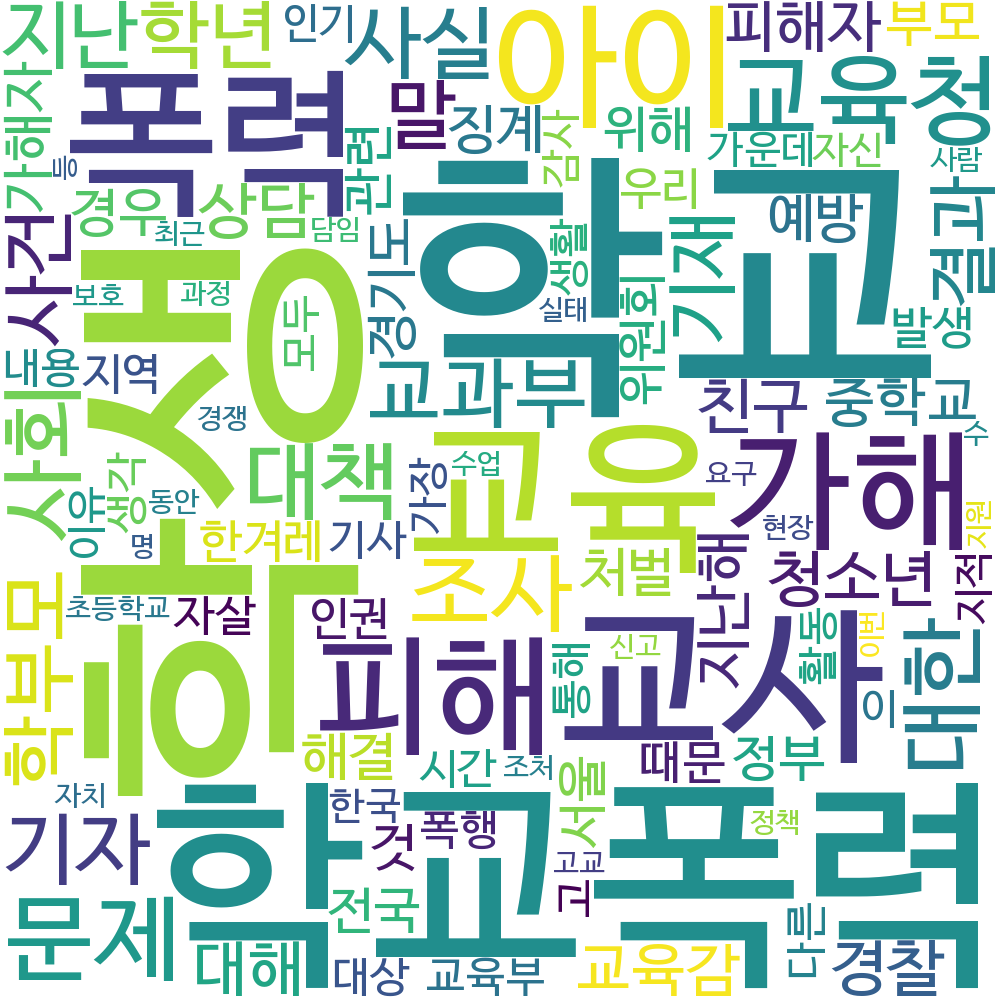 지난
학년
인기
사실
아이
피해자
부모
가해자
등
폭력
말
징계
감사
위해
교육청
가운데
자신
사람
관련
경우
상담
우리
예방
결과
사건
최근
담임
학교
생활
기재
보호
과정
모두
경기도
실태
위원회
발생
내용
지역
학생
교과부
친구
중학교
사회
경쟁
대책
교육
가해
수
이유
생각
동안
명
가정
수업
요구
현장
지원
한겨레
기사
조사
처벌
지난해
청소년
지적
학부모
초등학교
자살
인권
피해
통해
신고
교사
활동
이번
이
대한
해결
시간
조처
서울
때문
정부
자치
기자
한국
것
폭행
학교폭력
고교
고
정책
문제
전국
대해
대상
교육부
교육감
다른
경찰